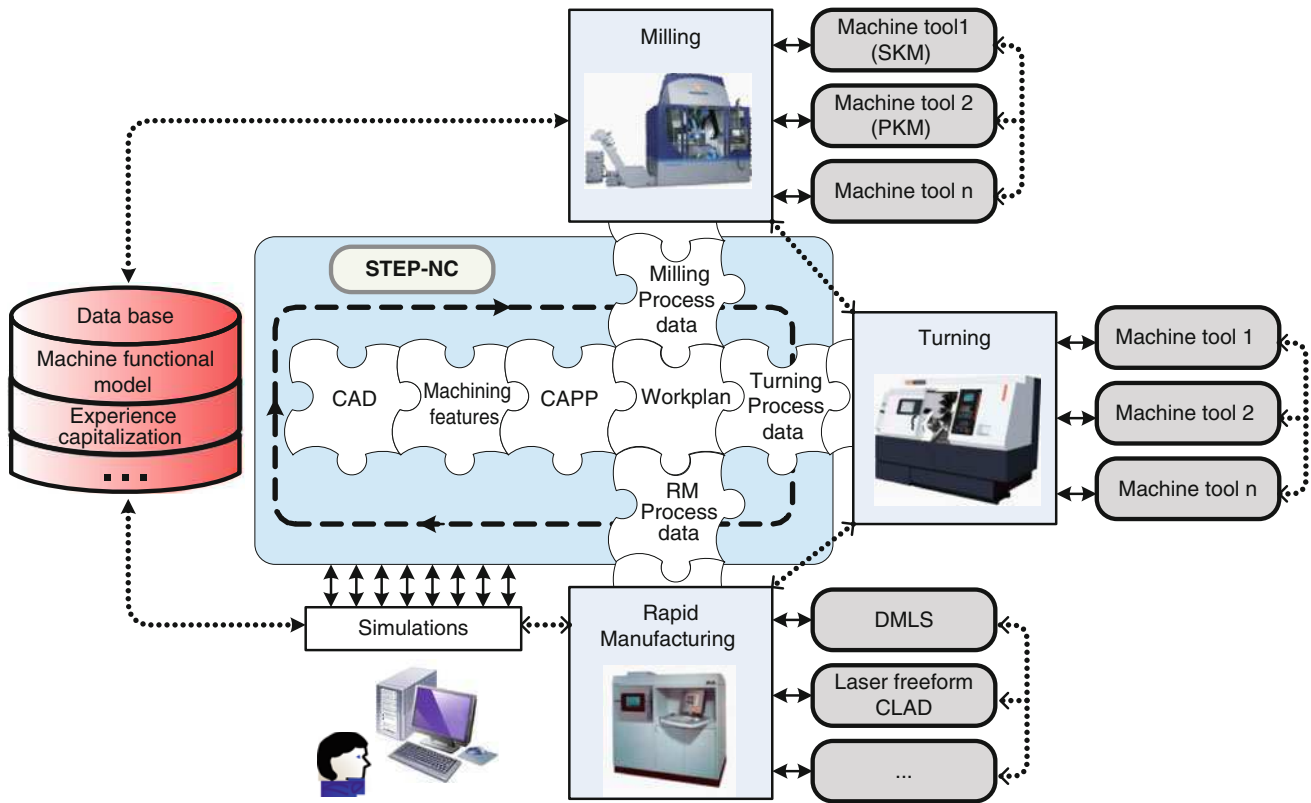 Milling
Machine tool1
(SKM)
Machine tool 2
(PKM)
Machine tool n
STEP-NC
Milling
Process
data
Data base
Machine functional
model
Experience
capitalization
...
CAD
Machining
features
CAPP
Workplan
Turning
Process
data
RM
Process
data
Turning
Machine tool 1
Machine tool 2
Machine tool n
Simulations
Rapid
Manufacturing
DMLS
Laser freeform
CLAD
...